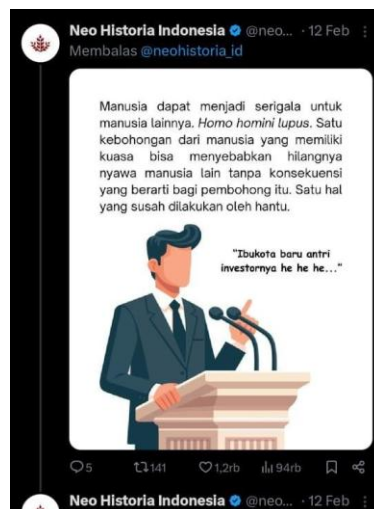 Neo Historia Indonesia @neo... · 12 Feb
Membalas @neohistoria_id
Manusia dapat menjadi serigala untuk
manusia lainnya. Homo homini lupus. Satu
kebohongan dari manusia yang memiliki
kuasa bisa menyebabkan hilangnya
nyawa manusia lain tanpa konsekuensi
yang berarti bagi pembohong itu. Satu hal
yang susah dilakukan oleh hantu.
"Ibukota baru antri
investornya he he he..."
5 141 1,2rb 94rb
Neo Historia Indonesia @neo... · 12 Feb